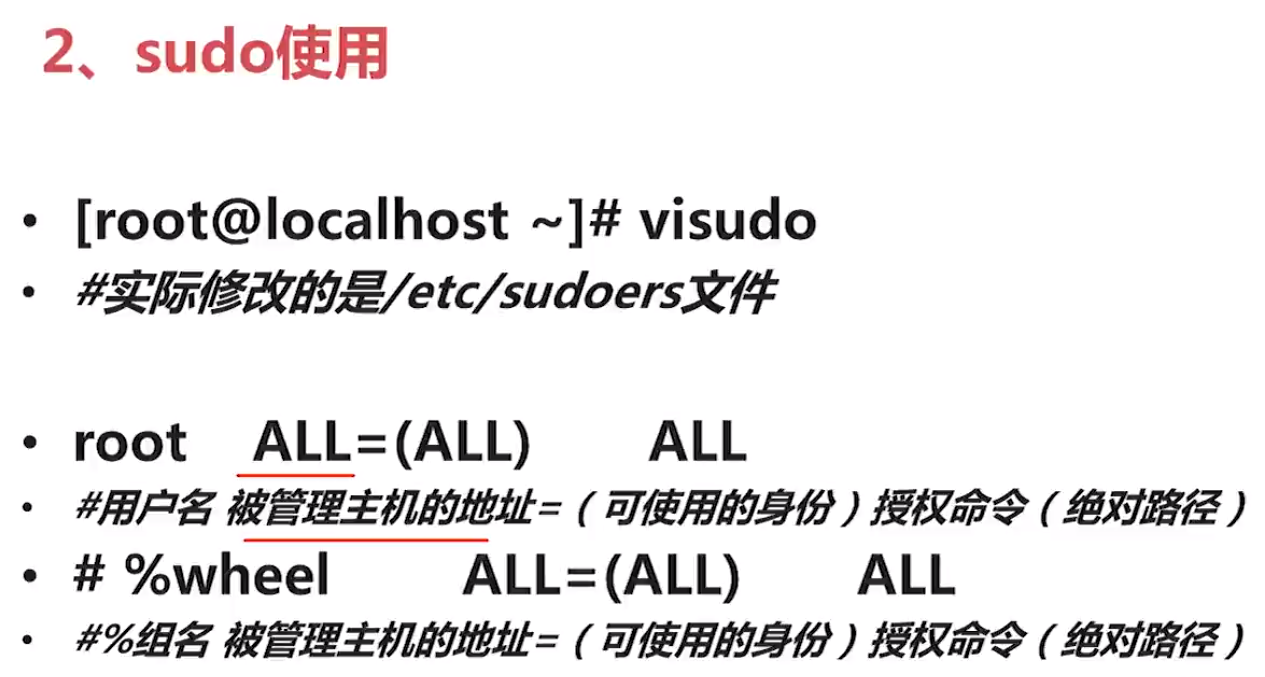 2、sudo使用
• [root@localhost ~]# visudo
• #实际修改的是/etc/sudoers文件
• root ALL=(ALL) ALL
• #用户名 被管理主机的地址=（可使用的身份）授权命令（绝对路径）
• # %wheel ALL=(ALL) ALL
• #%组名 被管理主机的地址=（可使用的身份）授权命令（绝对路径）